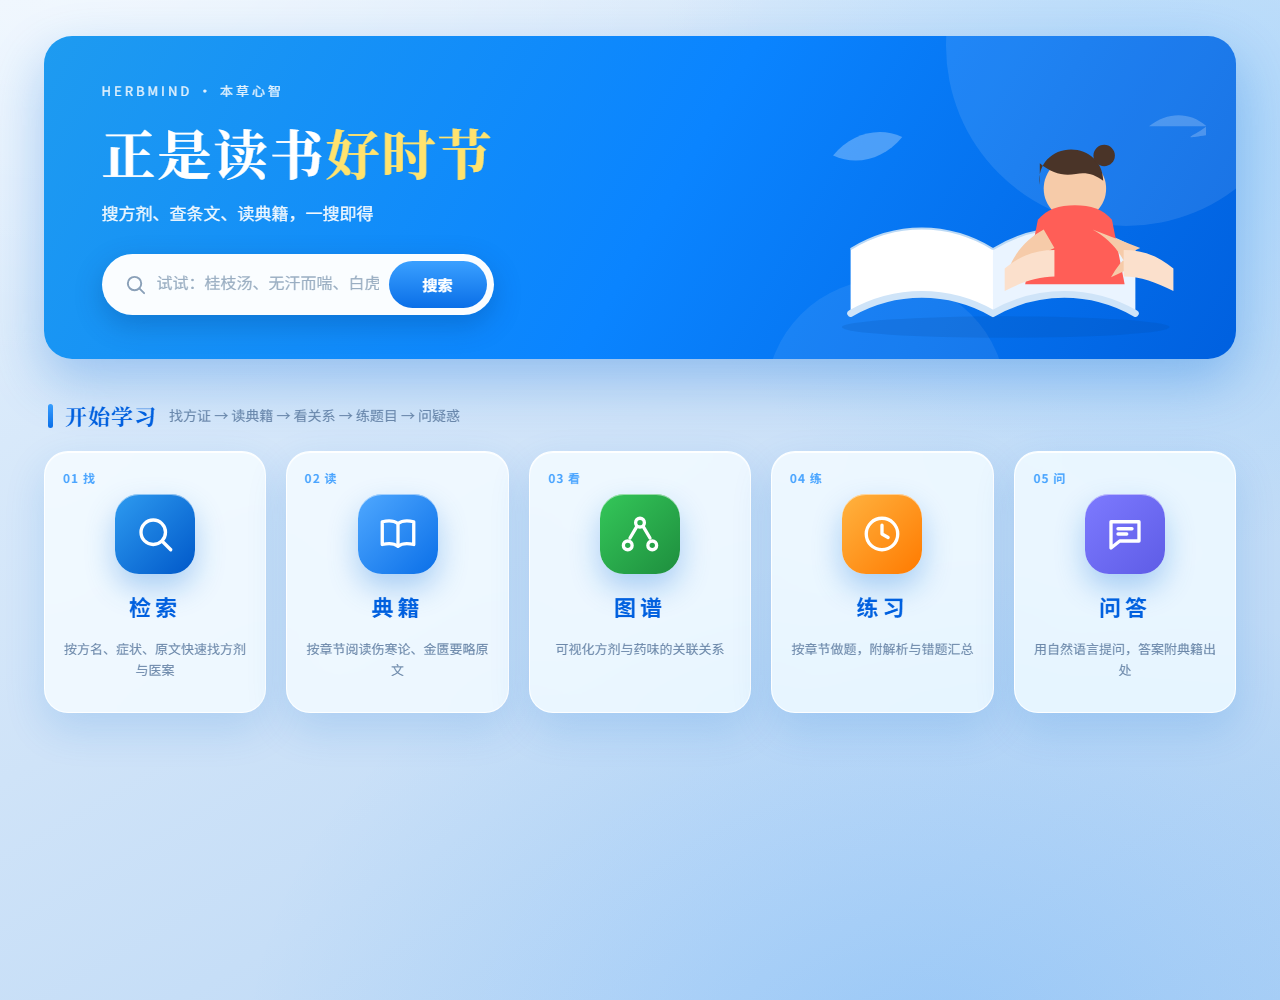 HERBMIND · 本草心智
正是读书好时节
搜方剂、查条文、读典籍，一搜即得
试试：桂枝汤、无汗而喘、白虎
搜索
开始学习 找方证→读典籍→看关系→练题目→问疑惑
01 找
检索
按方名、症状、原文快速找方剂
与医案
02 读
典籍
按章节阅读伤寒论、金匮要略原
文
03 看
图谱
可视化方剂与药味的关联关系
04 练
练习
按章节做题，附解析与错题汇总
05 问
问答
用自然语言提问，答案附典籍出
处